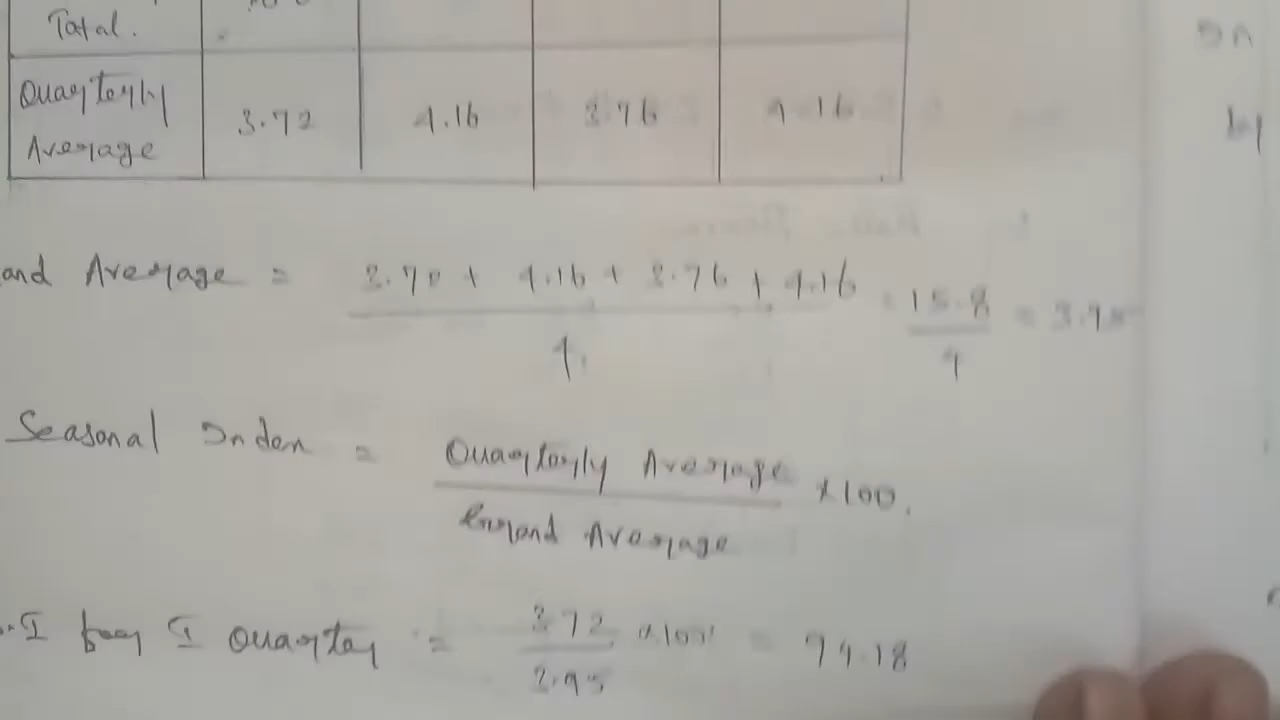 Total.
Quarterly Average 3.72 4.16 3.76 4.16
and Average = 3.70 + 4.16 + 3.76 + 4.16 / 4 = 15.8 / 4 = 3.95
Seasonal Inden = Quarterly Average / Grand Average × 100.
I for I Quarter = 3.72 / 3.95 × 100 = 94.18